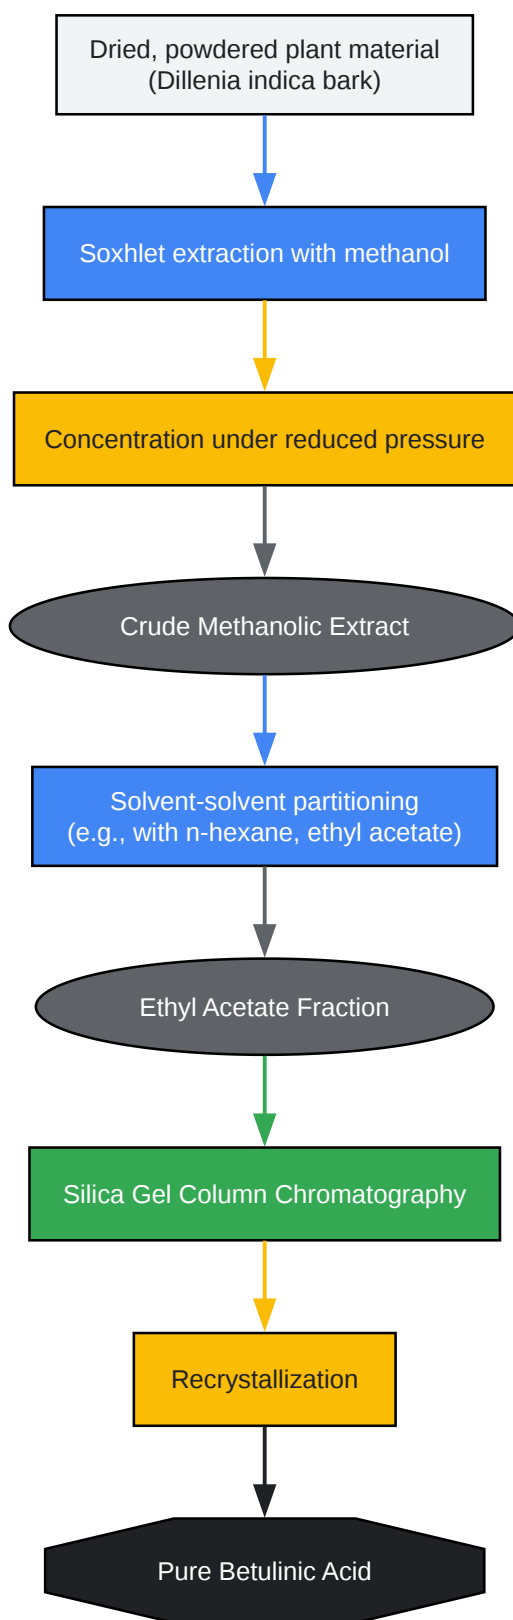 Dried, powdered plant material
(Dillenia indica bark)
Soxhlet extraction with methanol
Concentration under reduced pressure
Crude Methanolic Extract
Solvent-solvent partitioning
(e.g., with n-hexane, ethyl acetate)
Ethyl Acetate Fraction
Silica Gel Column Chromatography
Recrystallization
Pure Betulinic Acid